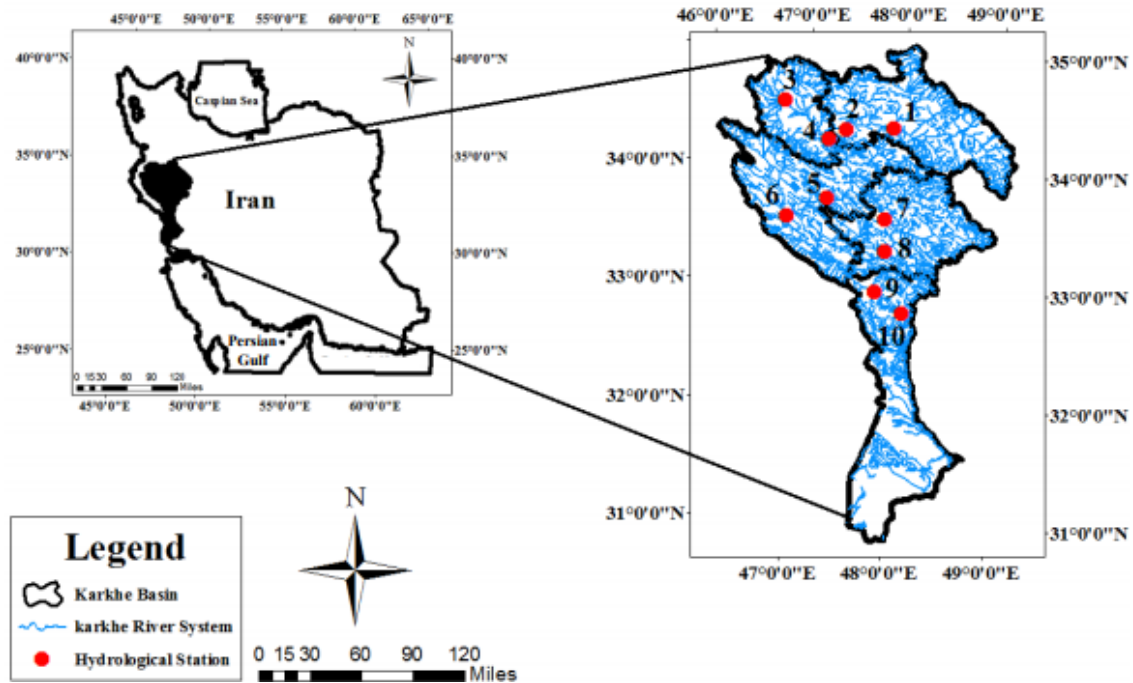 45°0'0"E 50°0'0"E 55°0'0"E 60°0'0"E 65°0'0"E
40°0'0"N
35°0'0"N
30°0'0"N
25°0'0"N
N
Caspian Sea
Iran
Persian
Gulf
0 15 30 60 90 120
Miles
40°0'0"N
35°0'0"N
30°0'0"N
25°0'0"N
45°0'0"E 50°0'0"E 55°0'0"E 60°0'0"E
46°0'0"E 47°0'0"E 48°0'0"E
35°0'0"N
34°0'0"N
33°0'0"N
32°0'0"N
31°0'0"N
3
2
1
4
5
6
7
8
9
10
35°0'0"N
34°0'0"N
33°0'0"N
32°0'0"N
31°0'0"N
47°0'0"E 48°0'0"E 49°0'0"E
Legend
Karkhe Basin
karkhe River System
Hydrological Station
N
0 15 30 60 90 120
Miles